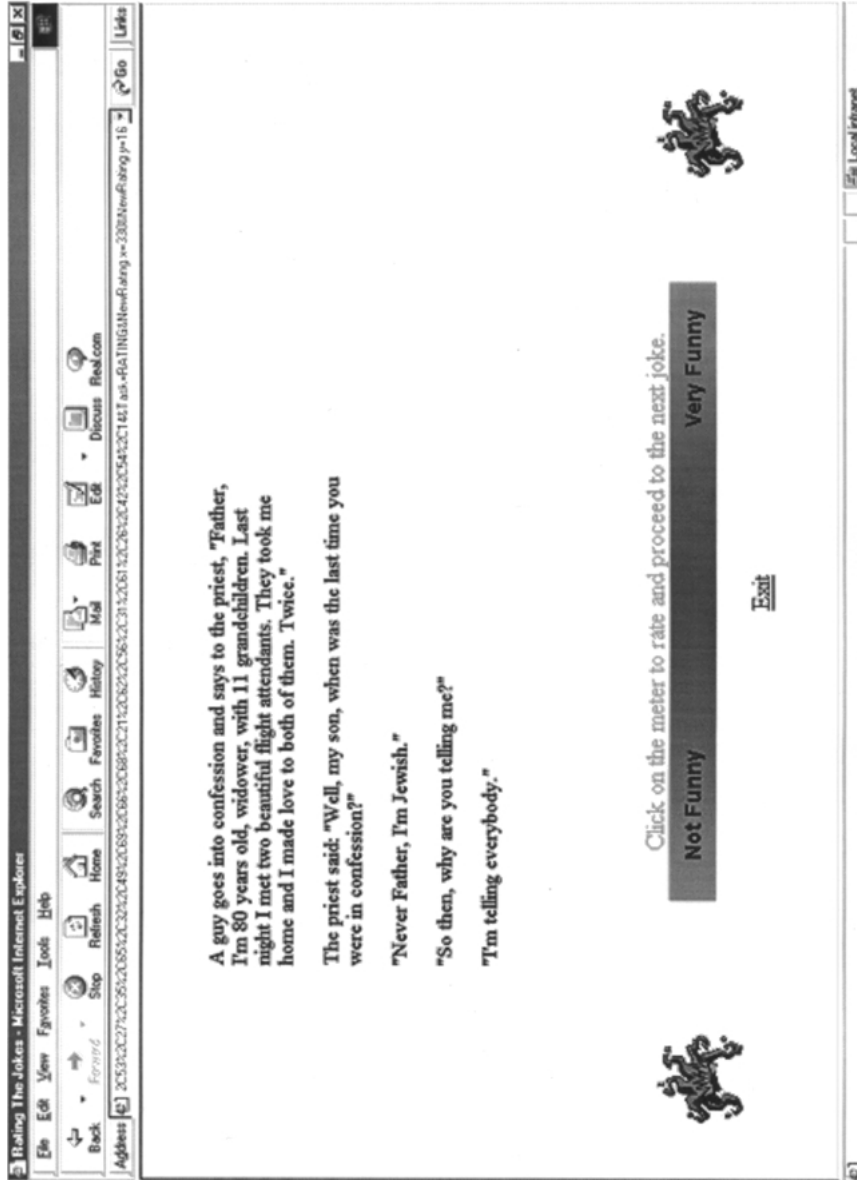 Rating The Jokes - Microsoft Internet Explorer
File Edit View Favorites Tools Help
Back Forward Stop Refresh Home Search Favorites History Mail Print Edit Discuss Real.com
Address Go Links
A guy goes into confession and says to the priest, "Father,
I'm 80 years old, widower, with 11 grandchildren. Last
night I met two beautiful flight attendants. They took me
home and I made love to both of them. Twice."
The priest said: "Well, my son, when was the last time you
were in confession?"
"Never Father, I'm Jewish."
"So then, why are you telling me?"
"I'm telling everybody."
Click on the meter to rate and proceed to the next joke.
Not Funny Very Funny
Exit
Local intranet